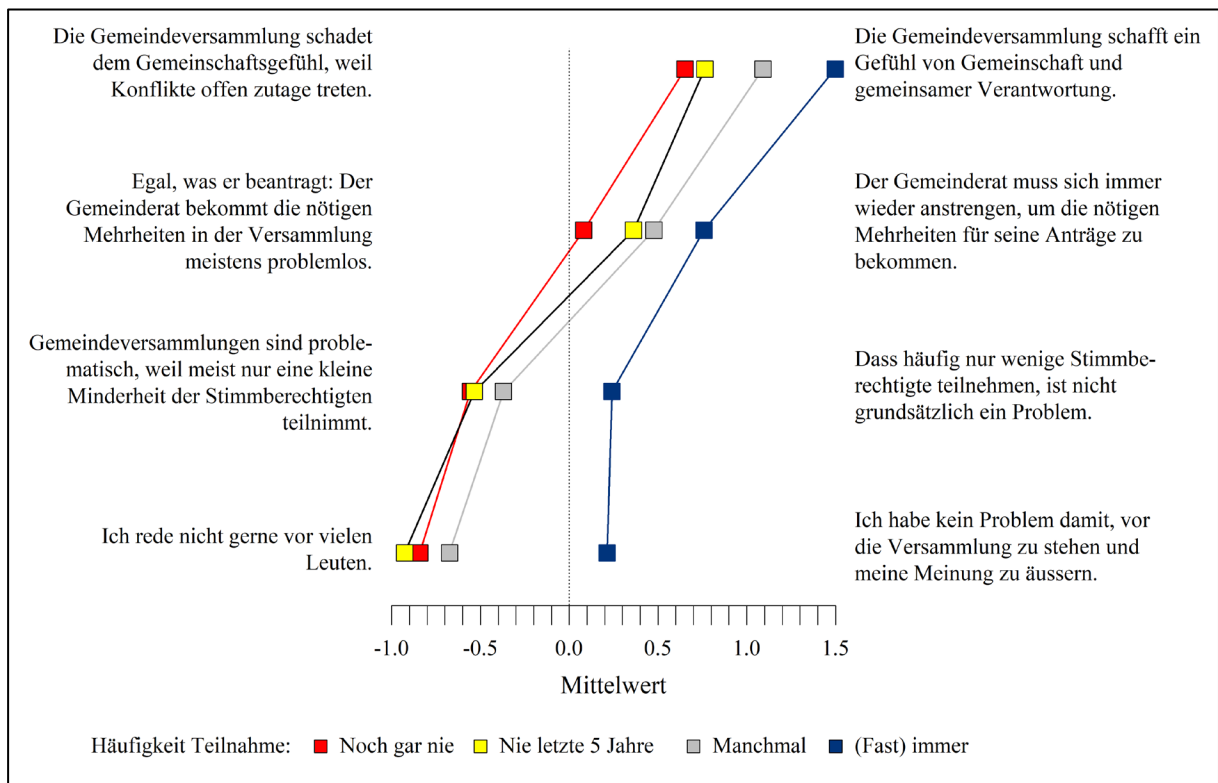 Die Gemeindeversammlung schadet
dem Gemeinschaftsgefühl, weil
Konflikte offen zutage treten.
Die Gemeindeversammlung schafft ein
Gefühl von Gemeinschaft und
gemeinsamer Verantwortung.
Egal, was er beantragt: Der
Gemeinderat bekommt die nötigen
Mehrheiten in der Versammlung
meistens problemlos.
Der Gemeinderat muss sich immer
wieder anstrengen, um die nötigen
Mehrheiten für seine Anträge zu
bekommen.
Gemeindeversammlungen sind proble-
matisch, weil meist nur eine kleine
Minderheit der Stimmberechtigten
teilnimmt.
Dass häufig nur wenige Stimmbe-
rechtigte teilnehmen, ist nicht
grundsätzlich ein Problem.
Ich rede nicht gerne vor vielen
Leuten.
Ich habe kein Problem damit, vor
die Versammlung zu stehen und
meine Meinung zu äussern.
-1.0 -0.5 0.0 0.5 1.0 1.5
Mittelwert
Häufigkeit Teilnahme: Noch gar nie Nie letzte 5 Jahre Manchmal (Fast) immer